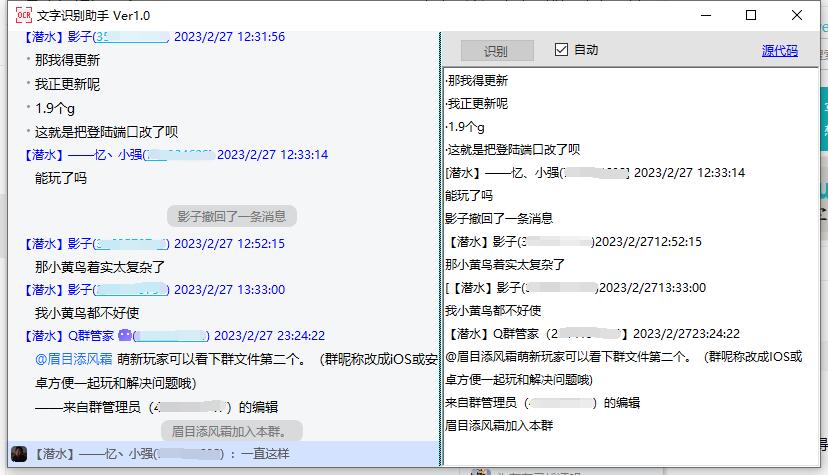 OCR 文字识别助手 Ver1.0
【潜水】影子(3 ) 2023/2/27 12:31:56
· 那我得更新
· 我正更新呢
· 1.9个g
· 这就是把登陆端口改了呗
【潜水】——忆丶小强( ) 2023/2/27 12:33:14
能玩了吗
影子撤回了一条消息
【潜水】影子( ) 2023/2/27 12:52:15
那小黄鸟着实太复杂了
【潜水】影子( ) 2023/2/27 13:33:00
我小黄鸟都不好使
【潜水】Q群管家 ( ) 2023/2/27 23:24:22
@眉目添风霜 萌新玩家可以看下群文件第二个。（群昵称改成iOS或安
卓方便一起玩和解决问题哦）
——来自群管理员（4 ）的编辑
眉目添风霜加入本群。
【潜水】——忆丶小强( ) ：一直这样
识别
自动
源代码
·那我得更新
·我正更新呢
·1.9个g
·这就是把登陆端口改了呗
[潜水】——忆、小强( ] 2023/2/27 12:33:14
能玩了吗
影子撤回了一条消息
【潜水】影子(3 )2023/2/2712:52:15
那小黄鸟着实太复杂了
[【潜水】影子( )2023/2/2713:33:00
我小黄鸟都不好使
【潜水】Q群管家（2 】2023/2/2723:24:22
@眉目添风霜萌新玩家可以看下群文件第二个。（群昵称改成iOS或
卓方便一起玩和解决问题哦）
来自群管理员（4 ）的编辑
眉目添风霜加入本群